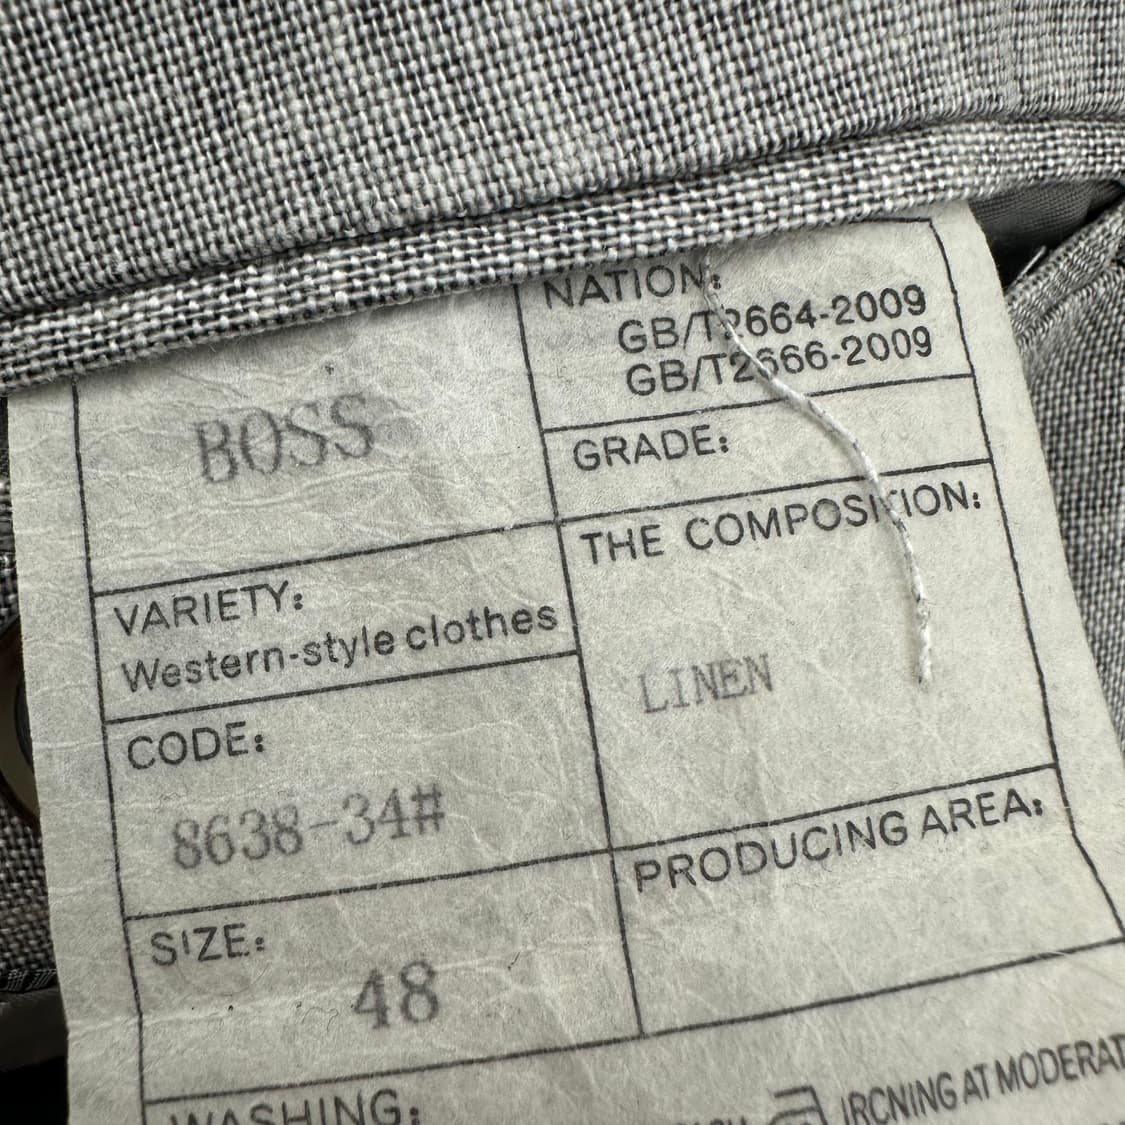 NATION:
GB/T2664-2009
GB/T2666-2009
BOSS
GRADE:
THE COMPOSITION:
LINEN
VARIETY:
Western-style clothes
CODE:
8638-34#
PRODUCING AREA:
SIZE:
48
WASHING:
IRCNING AT MODERAT